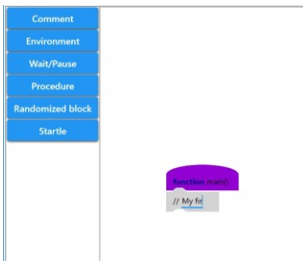 Comment
Environment
Wait/Pause
Procedure
Randomized block
Startle
function main()
// My fir